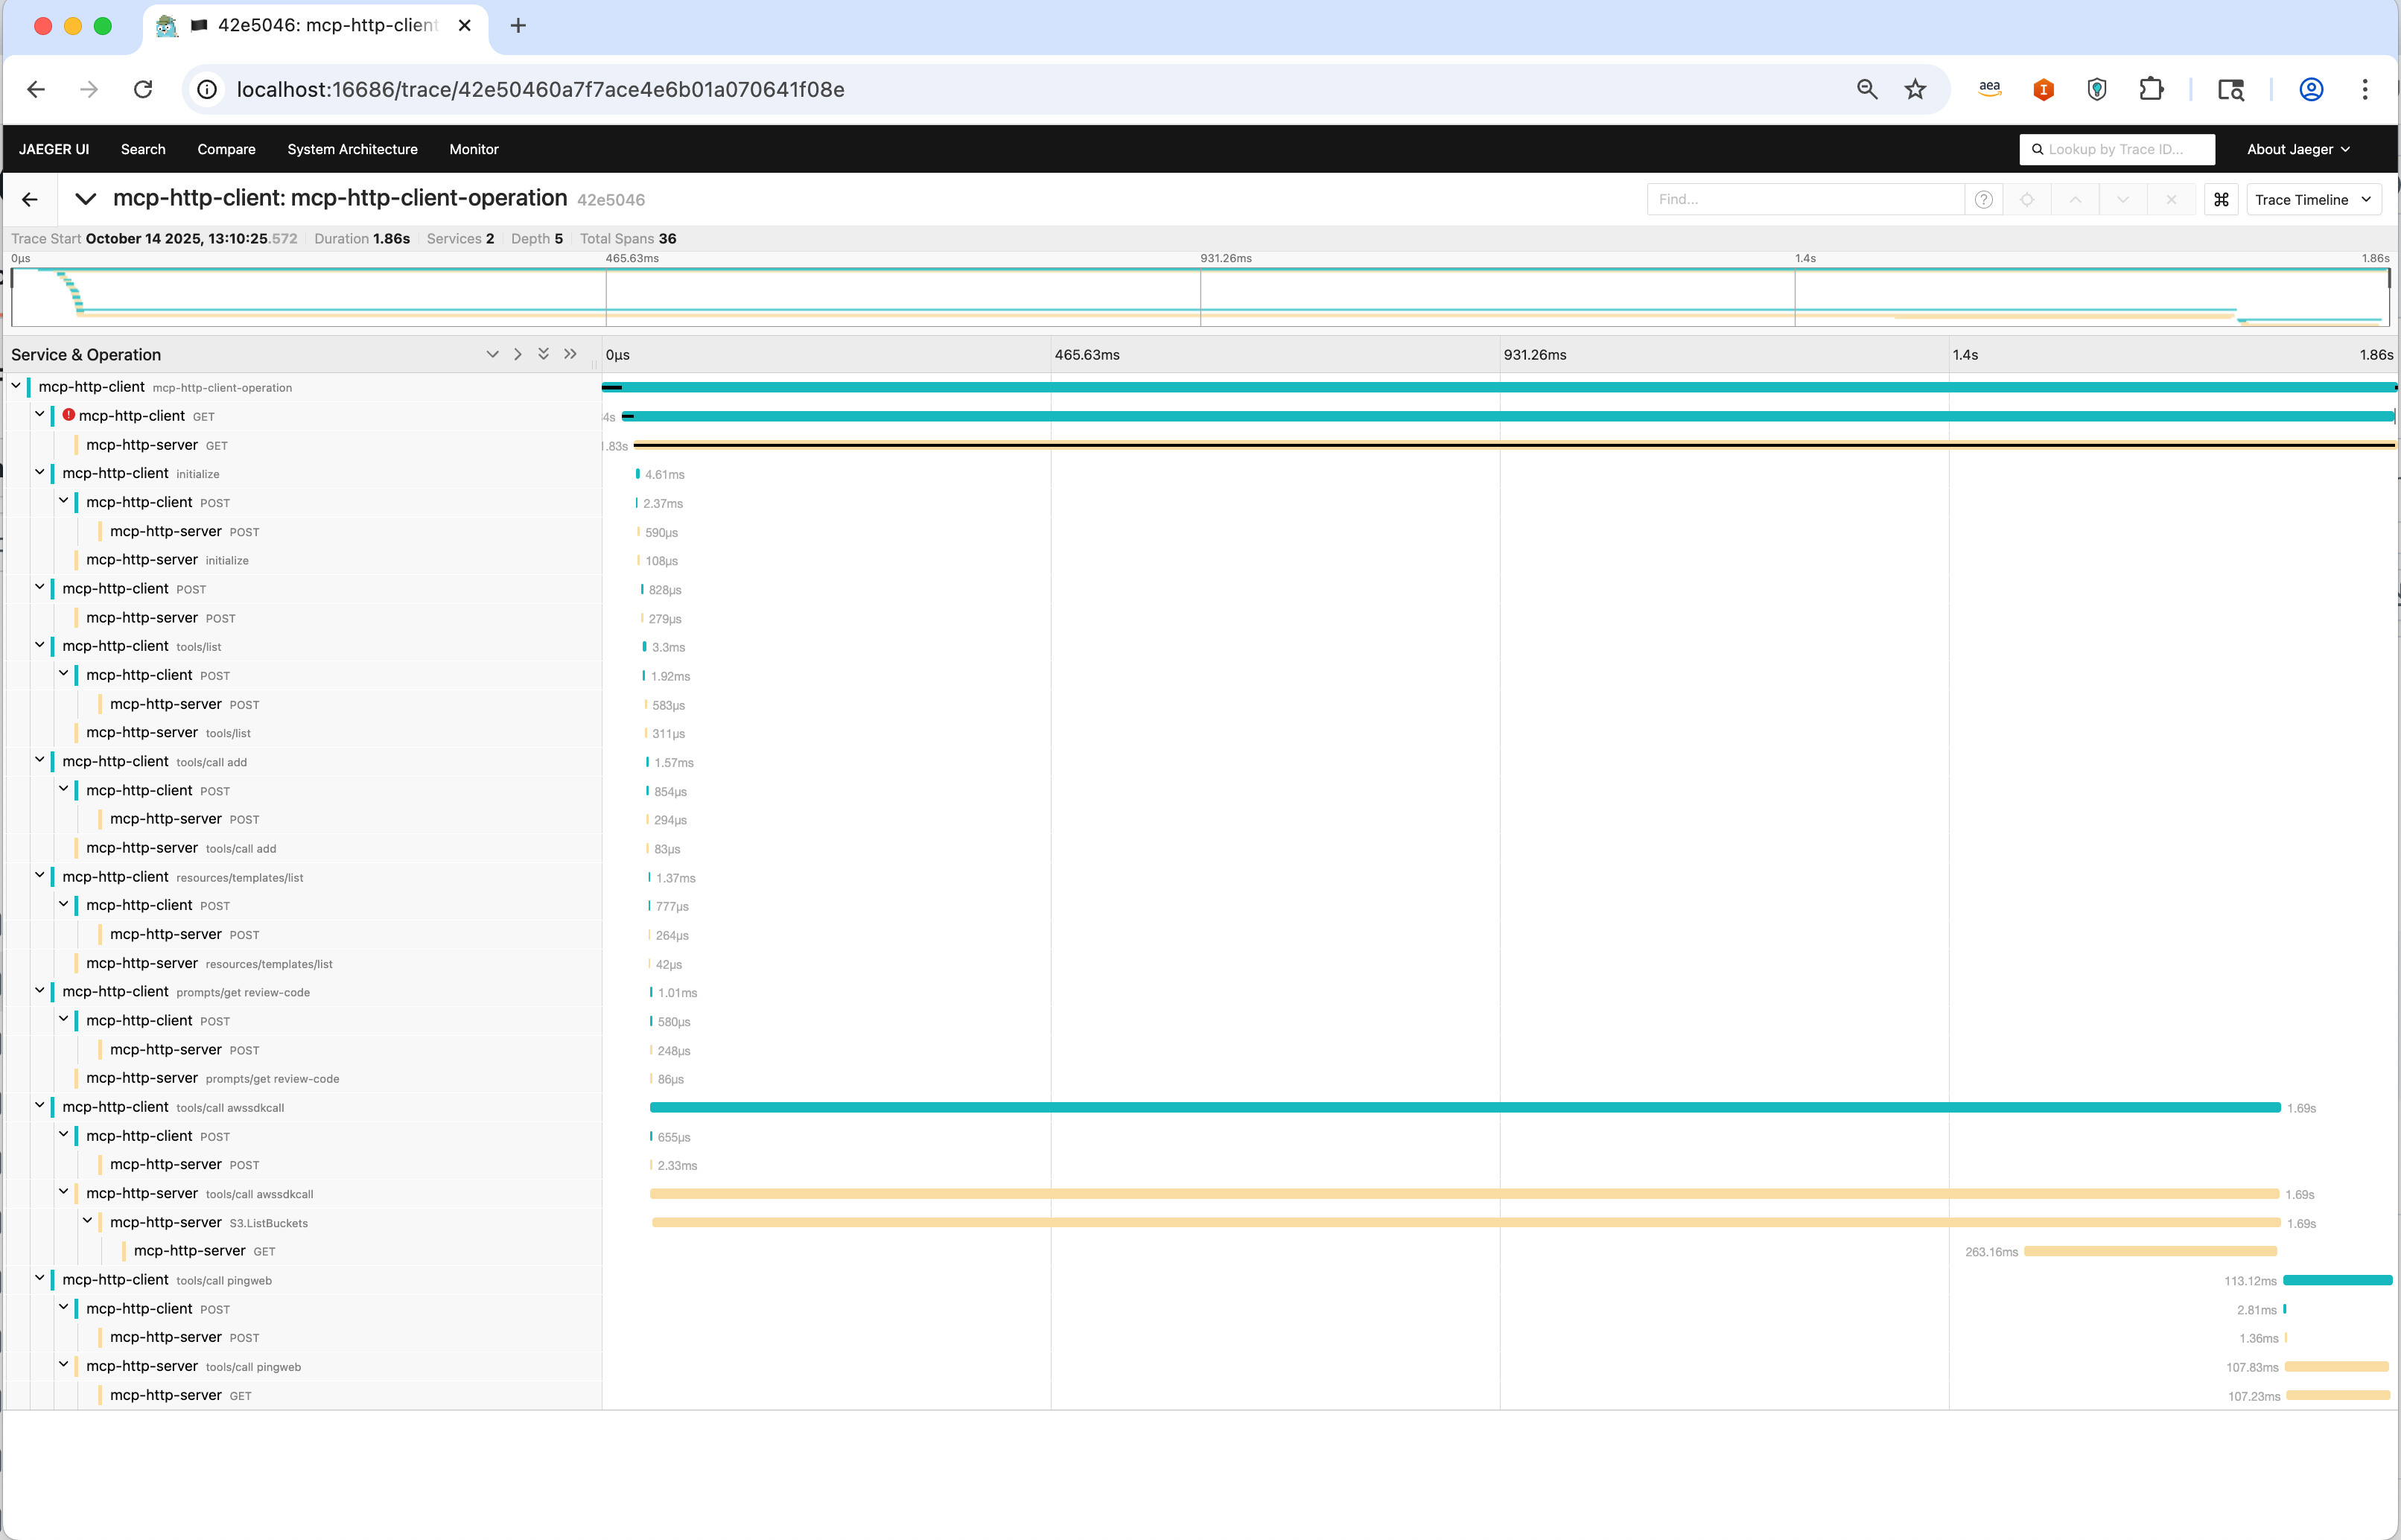 42e5046: mcp-http-client
localhost:16686/trace/42e50460a7f7ace4e6b01a070641f08e
aea
JAEGER UI Search Compare System Architecture Monitor Lookup by Trace ID... About Jaeger
mcp-http-client: mcp-http-client-operation 42e5046 Find... Trace Timeline
Trace Start October 14 2025, 13:10:25.572 Duration 1.86s Services 2 Depth 5 Total Spans 36
0μs 465.63ms 931.26ms 1.4s 1.86s
Service & Operation 0μs 465.63ms 931.26ms 1.4s 1.86s
mcp-http-client mcp-http-client-operation
mcp-http-client GET 4s
mcp-http-server GET 1.83s
mcp-http-client initialize 4.61ms
mcp-http-client POST 2.37ms
mcp-http-server POST 590μs
mcp-http-server initialize 108μs
mcp-http-client POST 828μs
mcp-http-server POST 279μs
mcp-http-client tools/list 3.3ms
mcp-http-client POST 1.92ms
mcp-http-server POST 583μs
mcp-http-server tools/list 311μs
mcp-http-client tools/call add 1.57ms
mcp-http-client POST 854μs
mcp-http-server POST 294μs
mcp-http-server tools/call add 83μs
mcp-http-client resources/templates/list 1.37ms
mcp-http-client POST 777μs
mcp-http-server POST 264μs
mcp-http-server resources/templates/list 42μs
mcp-http-client prompts/get review-code 1.01ms
mcp-http-client POST 580μs
mcp-http-server POST 248μs
mcp-http-server prompts/get review-code 86μs
mcp-http-client tools/call awssdkcall 1.69s
mcp-http-client POST 655μs
mcp-http-server POST 2.33ms
mcp-http-server tools/call awssdkcall 1.69s
mcp-http-server S3.ListBuckets 1.69s
mcp-http-server GET 263.16ms
mcp-http-client tools/call pingweb 113.12ms
mcp-http-client POST 2.81ms
mcp-http-server POST 1.36ms
mcp-http-server tools/call pingweb 107.83ms
mcp-http-server GET 107.23ms